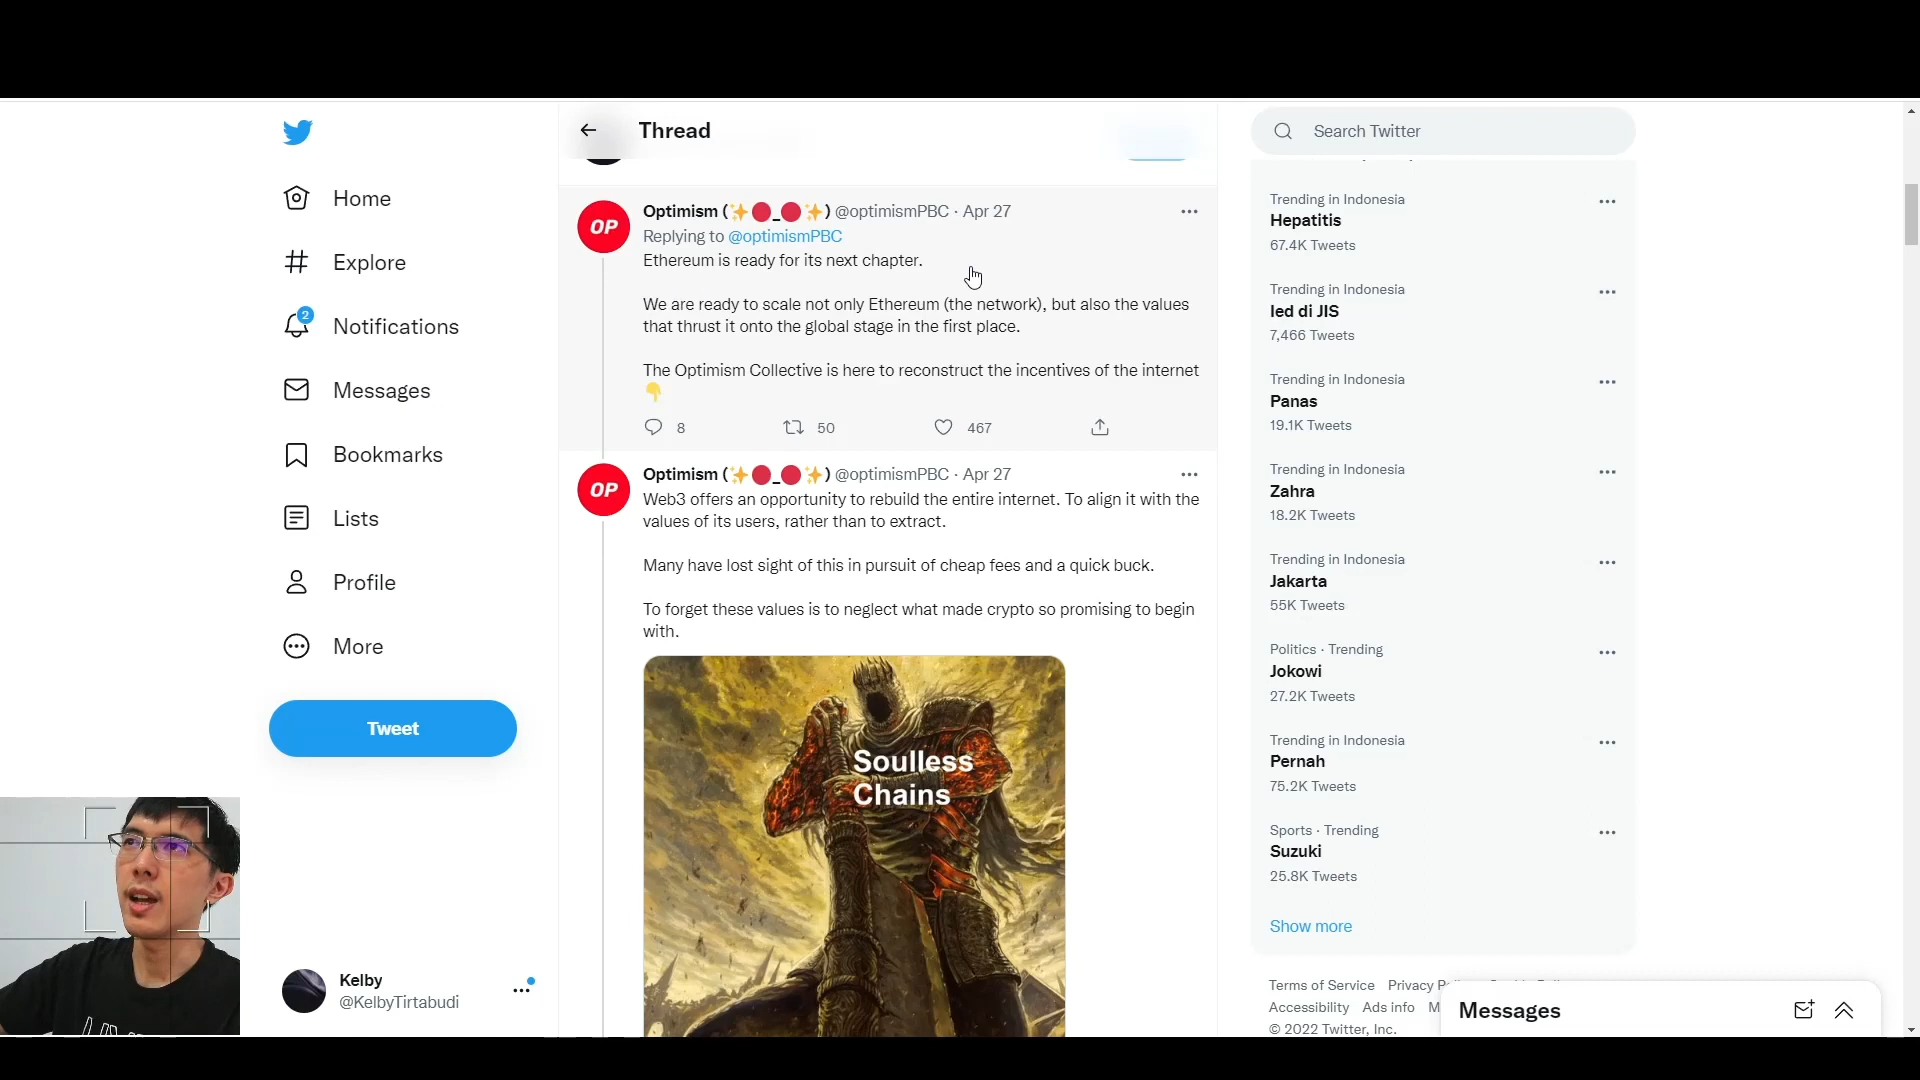 Thread
Search Twitter
Home
Explore
2
Notifications
Messages
Bookmarks
Lists
Profile
More
Tweet
Kelby
@KelbyTirtabudi
OP
Optimism (✨🔴_🔴✨) @optimismPBC · Apr 27
Replying to @optimismPBC
Ethereum is ready for its next chapter.
We are ready to scale not only Ethereum (the network), but also the values
that thrust it onto the global stage in the first place.
The Optimism Collective is here to reconstruct the incentives of the internet
👇
8
50
467
OP
Optimism (✨🔴_🔴✨) @optimismPBC · Apr 27
Web3 offers an opportunity to rebuild the entire internet. To align it with the
values of its users, rather than to extract.
Many have lost sight of this in pursuit of cheap fees and a quick buck.
To forget these values is to neglect what made crypto so promising to begin
with.
Soulless
Chains
Trending in Indonesia
Hepatitis
67.4K Tweets
Trending in Indonesia
Ied di JIS
7,466 Tweets
Trending in Indonesia
Panas
19.1K Tweets
Trending in Indonesia
Zahra
18.2K Tweets
Trending in Indonesia
Jakarta
55K Tweets
Politics · Trending
Jokowi
27.2K Tweets
Trending in Indonesia
Pernah
75.2K Tweets
Sports · Trending
Suzuki
25.8K Tweets
Show more
Terms of Service
Accessibility Ads info
© 2022 Twitter, Inc.
Messages